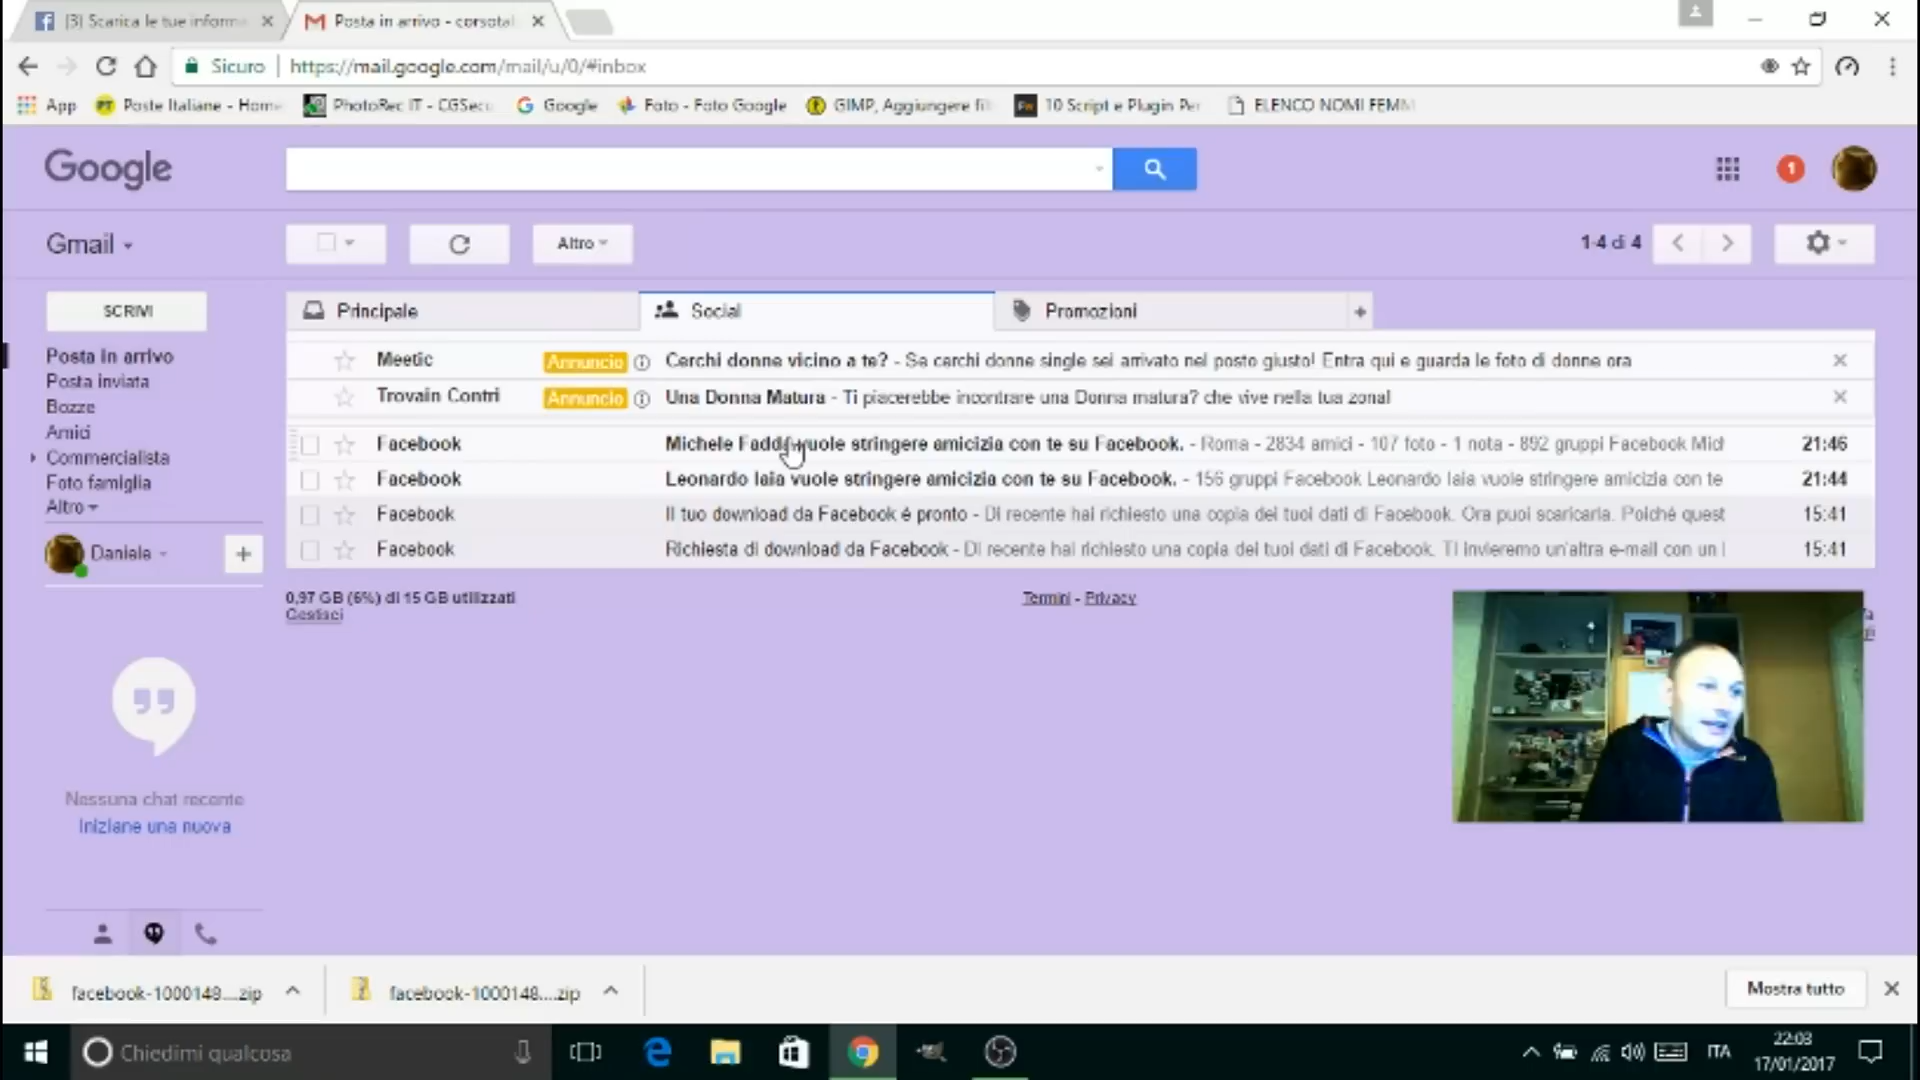 (3) Scarica le tue informa
Posta in arrivo - corsotal
Sicuro
https://mail.google.com/mail/u/0/#inbox
App
Poste Italiane - Home
PhotoRec IT - CGSecu
Google
Foto - Foto Google
GIMP, Aggiungere fil
Fw
10 Script e Plugin Per
ELENCO NOMI FEMM
Google
1
Gmail
Altro
1-4 di 4
SCRIVI
Principale
Social
Promozioni
+
Posta in arrivo
Posta inviata
Bozze
Amici
Commercialista
Foto famiglia
Altro
Daniele
+
Meetic Annuncio Cerchi donne vicino a te? - Se cerchi donne single sei arrivato nel posto giusto! Entra qui e guarda le foto di donne ora
Trovain Contri Annuncio Una Donna Matura - Ti piacerebbe incontrare una Donna matura? che vive nella tua zona!
Facebook Michele Fadda vuole stringere amicizia con te su Facebook. - Roma - 2834 amici - 107 foto - 1 nota - 892 gruppi Facebook Mich 21:46
Facebook Leonardo Iaia vuole stringere amicizia con te su Facebook. - 156 gruppi Facebook Leonardo Iaia vuole stringere amicizia con te 21:44
Facebook Il tuo download da Facebook è pronto - Di recente hai richiesto una copia dei tuoi dati di Facebook. Ora puoi scaricarla. Poiché quest 15:41
Facebook Richiesta di download da Facebook - Di recente hai richiesto una copia dei tuoi dati di Facebook. Ti invieremo un'altra e-mail con un l 15:41
0,97 GB (6%) di 15 GB utilizzati
Gestisci
Termini - Privacy
Nessuna chat recente
Iniziane una nuova
facebook-1000148....zip
facebook-1000148....zip
Mostra tutto
Chiedimi qualcosa
ITA
22:03
17/01/2017